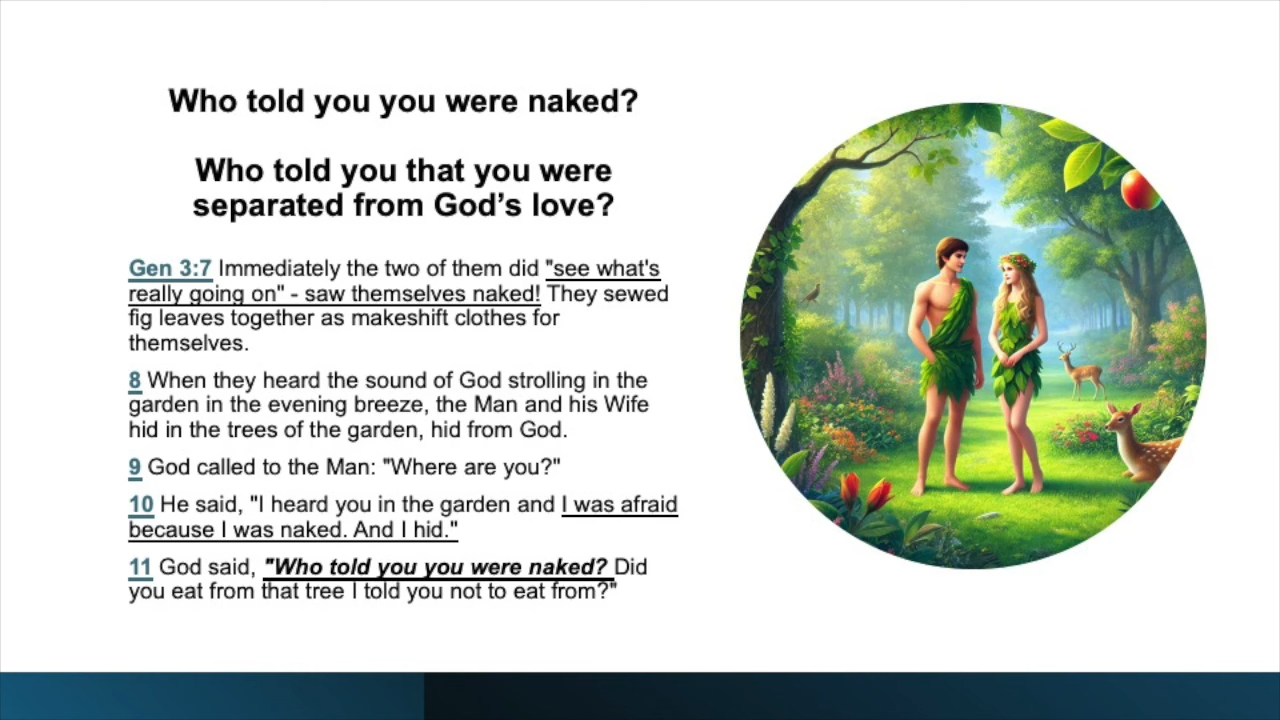 Who told you you were naked?
Who told you that you were
separated from God’s love?
Gen 3:7 Immediately the two of them did "see what's
really going on" - saw themselves naked! They sewed
fig leaves together as makeshift clothes for
themselves.
8 When they heard the sound of God strolling in the
garden in the evening breeze, the Man and his Wife
hid in the trees of the garden, hid from God.
9 God called to the Man: "Where are you?"
10 He said, "I heard you in the garden and I was afraid
because I was naked. And I hid."
11 God said, "Who told you you were naked? Did
you eat from that tree I told you not to eat from?"